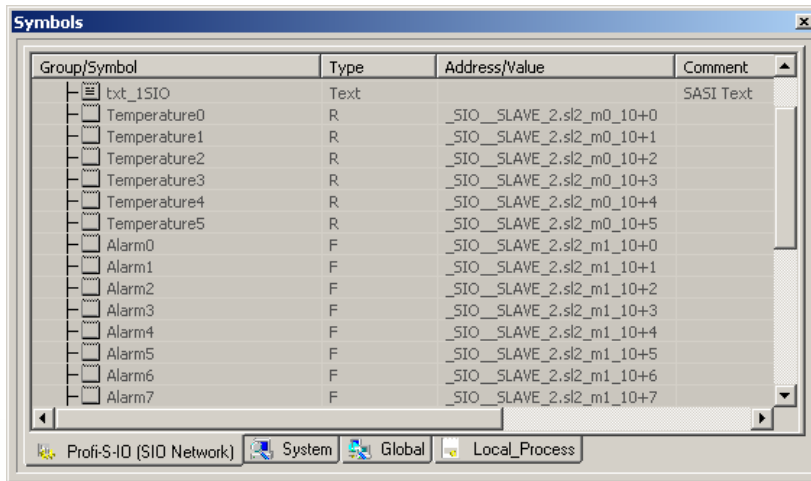 Symbols
Group/Symbol Type Address/Value Comment
txt_1SIO Text SASI Text
Temperature0 R _SIO__SLAVE_2.sl2_m0_10+0
Temperature1 R _SIO__SLAVE_2.sl2_m0_10+1
Temperature2 R _SIO__SLAVE_2.sl2_m0_10+2
Temperature3 R _SIO__SLAVE_2.sl2_m0_10+3
Temperature4 R _SIO__SLAVE_2.sl2_m0_10+4
Temperature5 R _SIO__SLAVE_2.sl2_m0_10+5
Alarm0 F _SIO__SLAVE_2.sl2_m1_10+0
Alarm1 F _SIO__SLAVE_2.sl2_m1_10+1
Alarm2 F _SIO__SLAVE_2.sl2_m1_10+2
Alarm3 F _SIO__SLAVE_2.sl2_m1_10+3
Alarm4 F _SIO__SLAVE_2.sl2_m1_10+4
Alarm5 F _SIO__SLAVE_2.sl2_m1_10+5
Alarm6 F _SIO__SLAVE_2.sl2_m1_10+6
Alarm7 F _SIO__SLAVE_2.sl2_m1_10+7
Profi-S-IO (SIO Network) System Global Local_Process